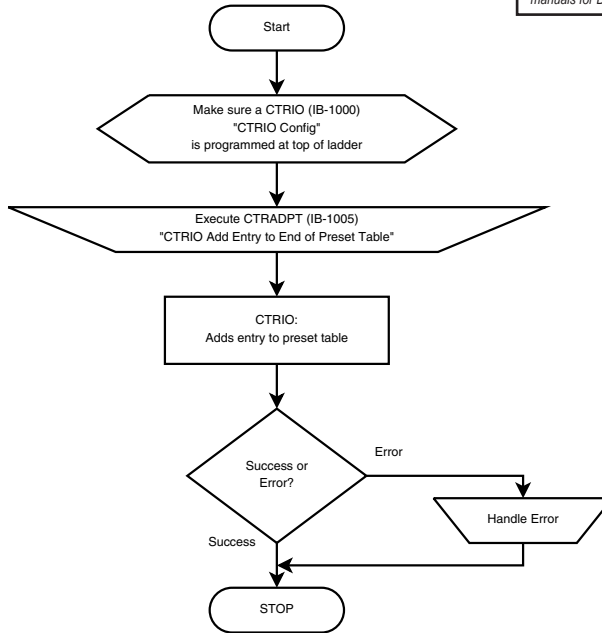 manuals for
Start
Make sure a CTRIO (IB-1000)
"CTRIO Config"
is programmed at top of ladder
Execute CTRADPT (IB-1005)
"CTRIO Add Entry to End of Preset Table"
CTRIO:
Adds entry to preset table
Success or
Error?
Error
Handle Error
Success
STOP